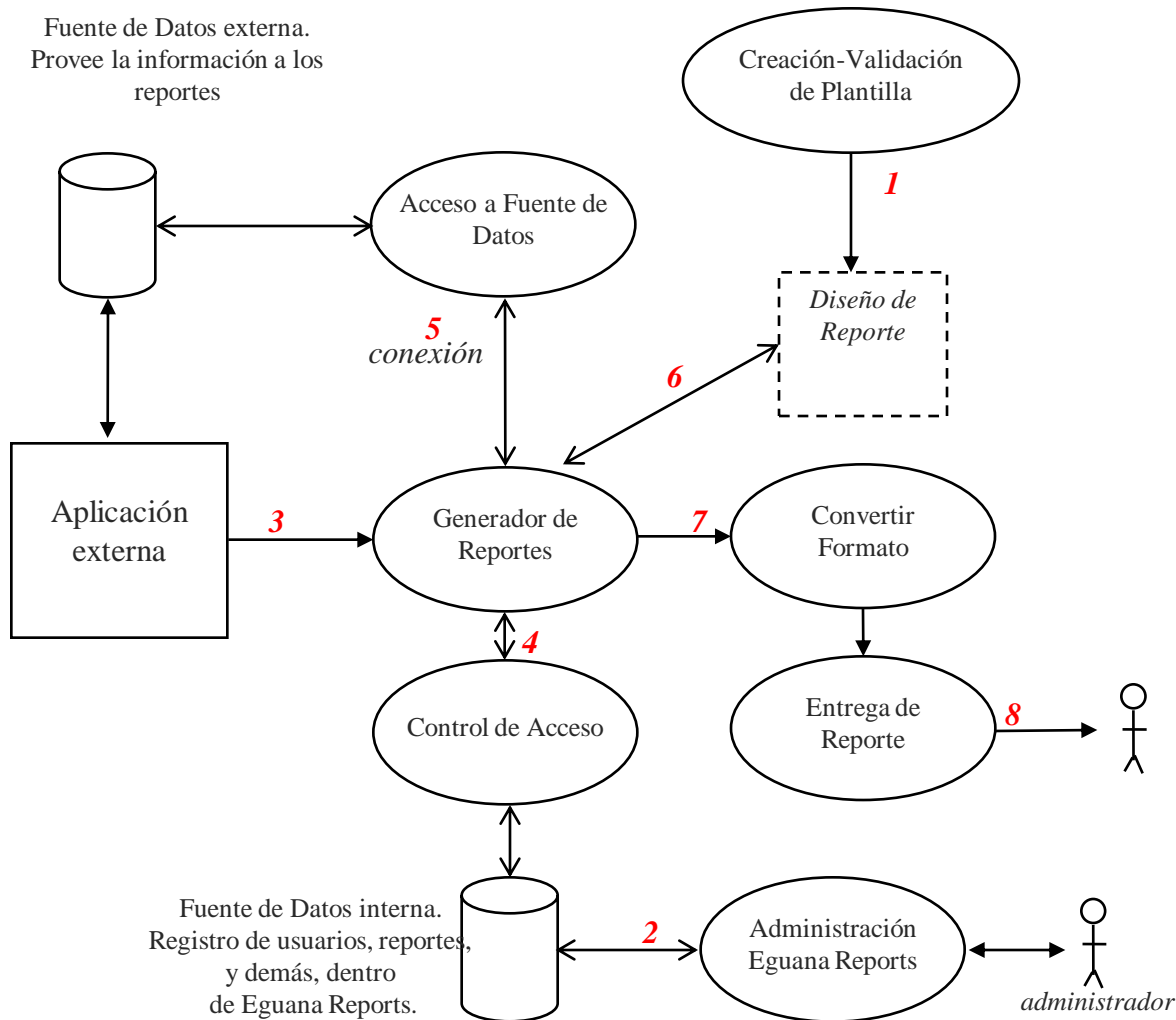 Fuente de Datos externa.
Provee la información a los
reportes
Creación-Validación
de Plantilla
1
Acceso a Fuente de
Datos
Diseño de
Reporte
5
conexión
6
Aplicación
externa
3
Generador de
Reportes
7
Convertir
Formato
4
Control de Acceso
Entrega de
Reporte
8
Fuente de Datos interna.
Registro de usuarios, reportes,
y demás, dentro
de Eguana Reports.
2
Administración
Eguana Reports
administrador